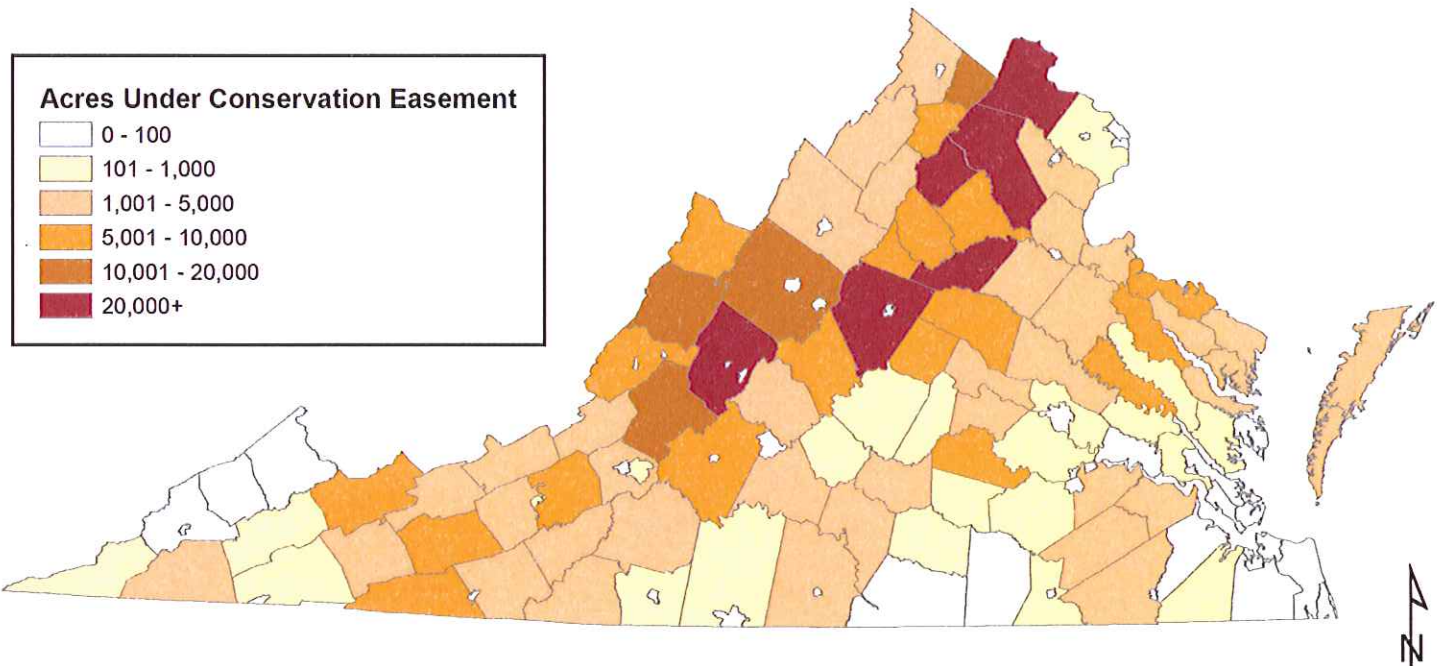 Acres Under Conservation Easement
0 - 100
101 - 1,000
1,001 - 5,000
5,001 - 10,000
10,001 - 20,000
20,000+
N